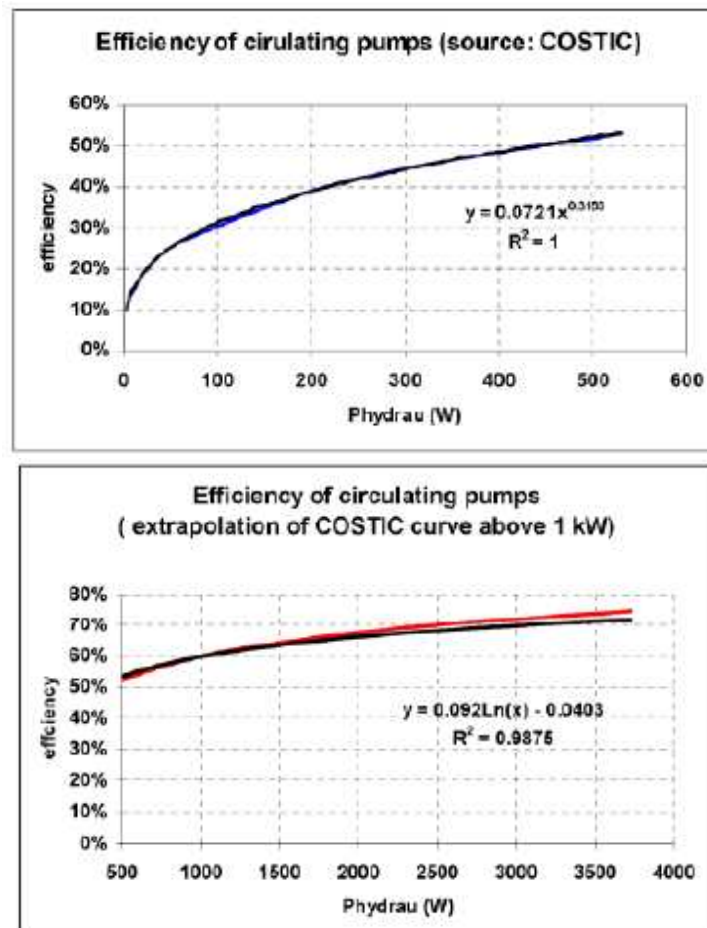 Efficiency of cirulating pumps (source: COSTIC)
60%
50%
40%
30%
20%
10%
0%
efficiency
y = 0.0721x^0.3153
R² = 1
0 100 200 300 400 500 600
Phydrau (W)
Efficiency of circulating pumps
( extrapolation of COSTIC curve above 1 kW)
80%
70%
60%
50%
40%
30%
20%
10%
0%
effciency
y = 0.092Ln(x) - 0.0403
R² = 0.9875
500 1000 1500 2000 2500 3000 3500 4000
Phydrau (W)